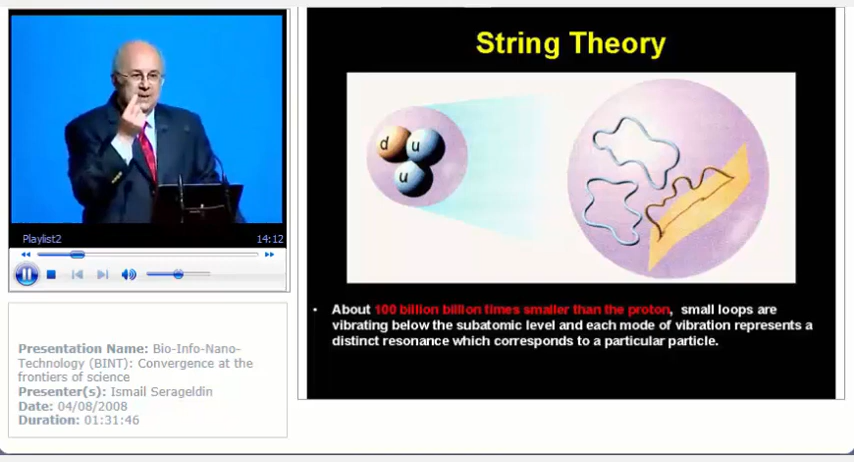 Playlist2 14:12
Presentation Name: Bio-Info-Nano-
Technology (BINT): Convergence at the
frontiers of science
Presenter(s): Ismail Serageldin
Date: 04/08/2008
Duration: 01:31:46
String Theory
d u
u
• About 100 billion billion times smaller than the proton, small loops are
vibrating below the subatomic level and each mode of vibration represents a
distinct resonance which corresponds to a particular particle.